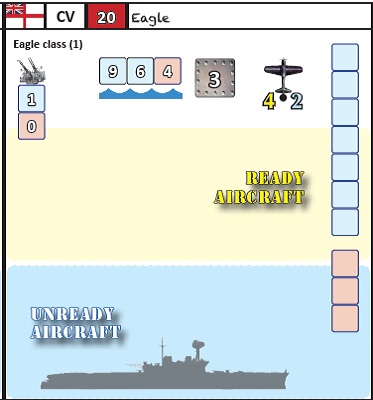 CV 20 Eagle
Eagle class (1)
9 6 4
3
4 2
1
0
READY
AIRCRAFT
UNREADY
AIRCRAFT